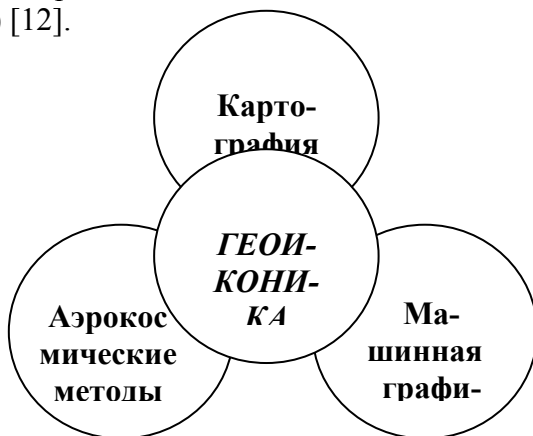 [12].
Карто-
графия
ГЕОИ-
КОНИ-
КА
Аэрокос
мические
методы
Ма-
шинная
графи-